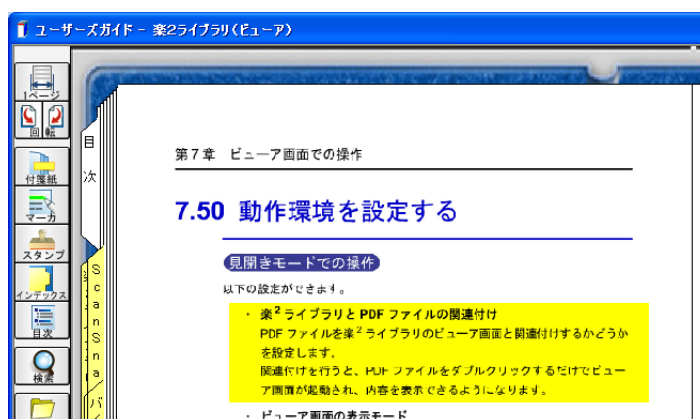 ユーザーズガイド - 楽2ライブラリ(ビューア)
1ページ
回 転
付箋紙
マーカ
スタンプ
インデックス
目次
検索
目次
ScanSna
バイ
第7章 ビューア画面での操作
7.50 動作環境を設定する
見開きモードでの操作
以下の設定ができます。
・ 楽2 ライブラリと PDF ファイルの関連付け
PDF ファイルを楽2 ライブラリのビューア画面と関連付けするかどうか
を設定します。
関連付けを行うと、PDF ファイルをダブルクリックするだけでビュー
ア画面が起動され、内容を表示できるようになります。
・ ビューア画面の表示モード